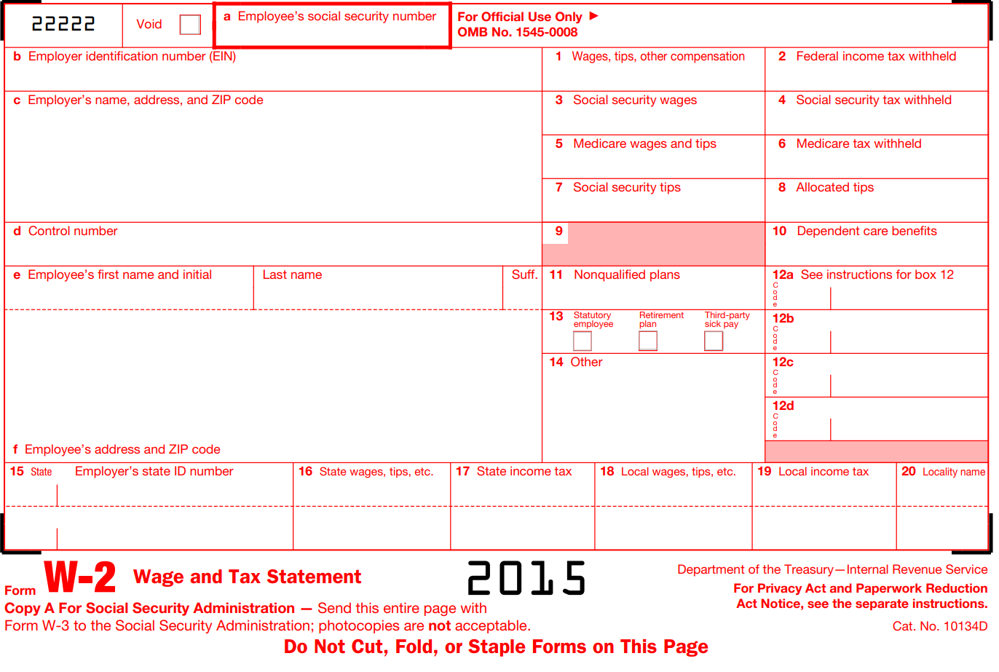 22222 Void a Employee's social security number For Official Use Only ►
OMB No. 1545-0008
b Employer identification number (EIN) 1 Wages, tips, other compensation 2 Federal income tax withheld
c Employer's name, address, and ZIP code 3 Social security wages 4 Social security tax withheld
5 Medicare wages and tips 6 Medicare tax withheld
7 Social security tips 8 Allocated tips
d Control number 9 10 Dependent care benefits
e Employee's first name and initial Last name Suff. 11 Nonqualified plans 12a See instructions for box 12
Code
13 Statutory employee Retirement plan Third-party sick pay 12b
Code
14 Other 12c
Code
12d
Code
f Employee's address and ZIP code
15 State Employer's state ID number 16 State wages, tips, etc. 17 State income tax 18 Local wages, tips, etc. 19 Local income tax 20 Locality name
Form W-2 Wage and Tax Statement 2015 Department of the Treasury—Internal Revenue Service
For Privacy Act and Paperwork Reduction
Act Notice, see the separate instructions.
Copy A For Social Security Administration — Send this entire page with
Form W-3 to the Social Security Administration; photocopies are not acceptable. Cat. No. 10134D
Do Not Cut, Fold, or Staple Forms on This Page